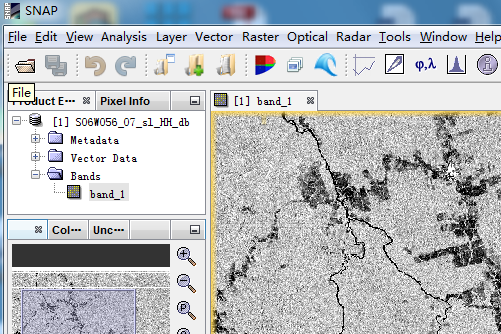 SNAP SNAP
File Edit View Analysis Layer Vector Raster Optical Radar Tools Window Help
φ,λ Σ
File
Product E... Pixel Info
[1] band_1
[1] S06W056_07_sl_HH_db
Metadata
Vector Data
Bands
band_1
Col... Unc...
P